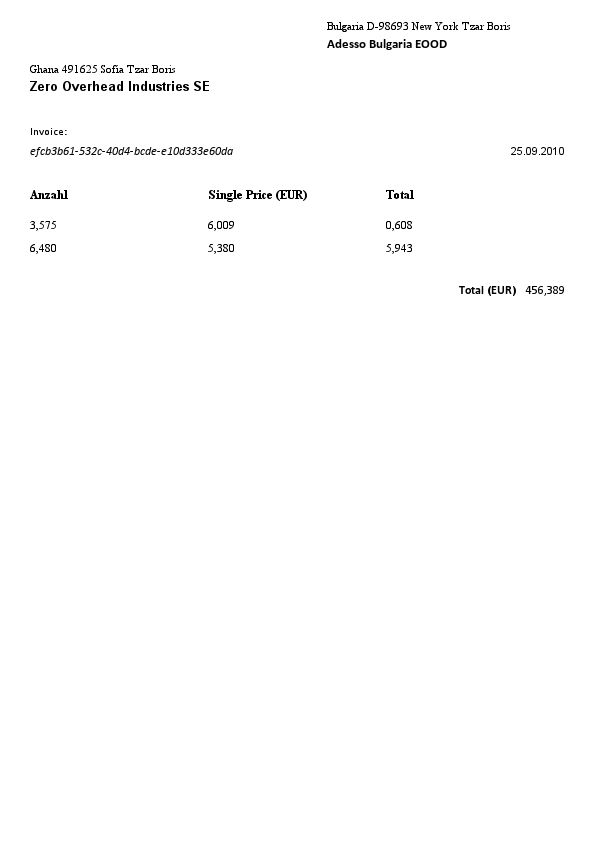 Bulgaria D-98693 New York Tzar Boris
Adesso Bulgaria EOOD
Ghana 491625 Sofia Tzar Boris
Zero Overhead Industries SE
Invoice:
efcb3b61-532c-40d4-bcde-e10d333e60da 25.09.2010
Anzahl Single Price (EUR) Total
3,575 6,009 0,608
6,480 5,380 5,943
Total (EUR) 456,389